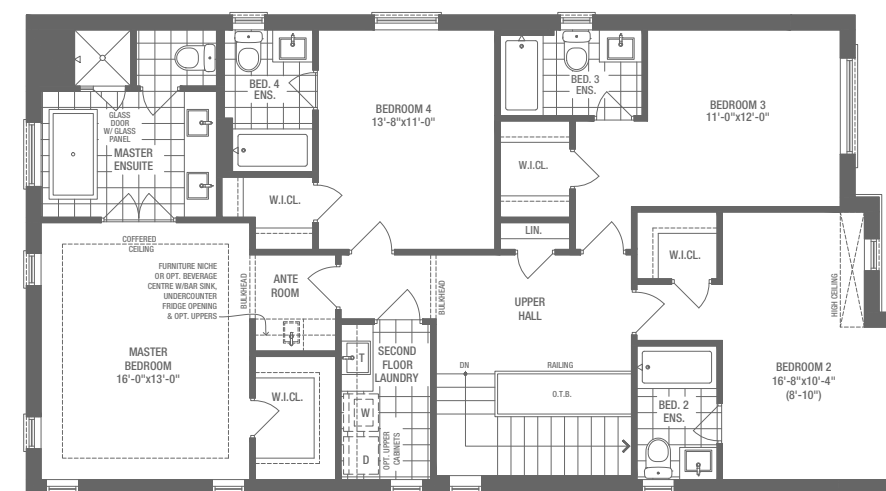 GLASS
DOOR
W/ GLASS
PANEL
MASTER
ENSUITE
BED. 4
ENS.
BEDROOM 4
13'-8"x11'-0"
BED. 3
ENS.
BEDROOM 3
11'-0"x12'-0"
W.I.CL.
W.I.CL.
LIN.
W.I.CL.
COFFERED
CEILING
FURNITURE NICHE
OR OPT. BEVERAGE
CENTRE W/BAR SINK,
UNDERCOUNTER
FRIDGE OPENING
& OPT. UPPERS
BULKHEAD
ANTE
ROOM
BULKHEAD
UPPER
HALL
HIGH CEILING
MASTER
BEDROOM
16'-0"x13'-0"
W.I.CL.
T
SECOND
FLOOR
LAUNDRY
W
D
OPT. UPPER
CABINETS
DN
RAILING
O.T.B.
BED. 2
ENS.
BEDROOM 2
16'-8"x10'-4"
(8'-10")